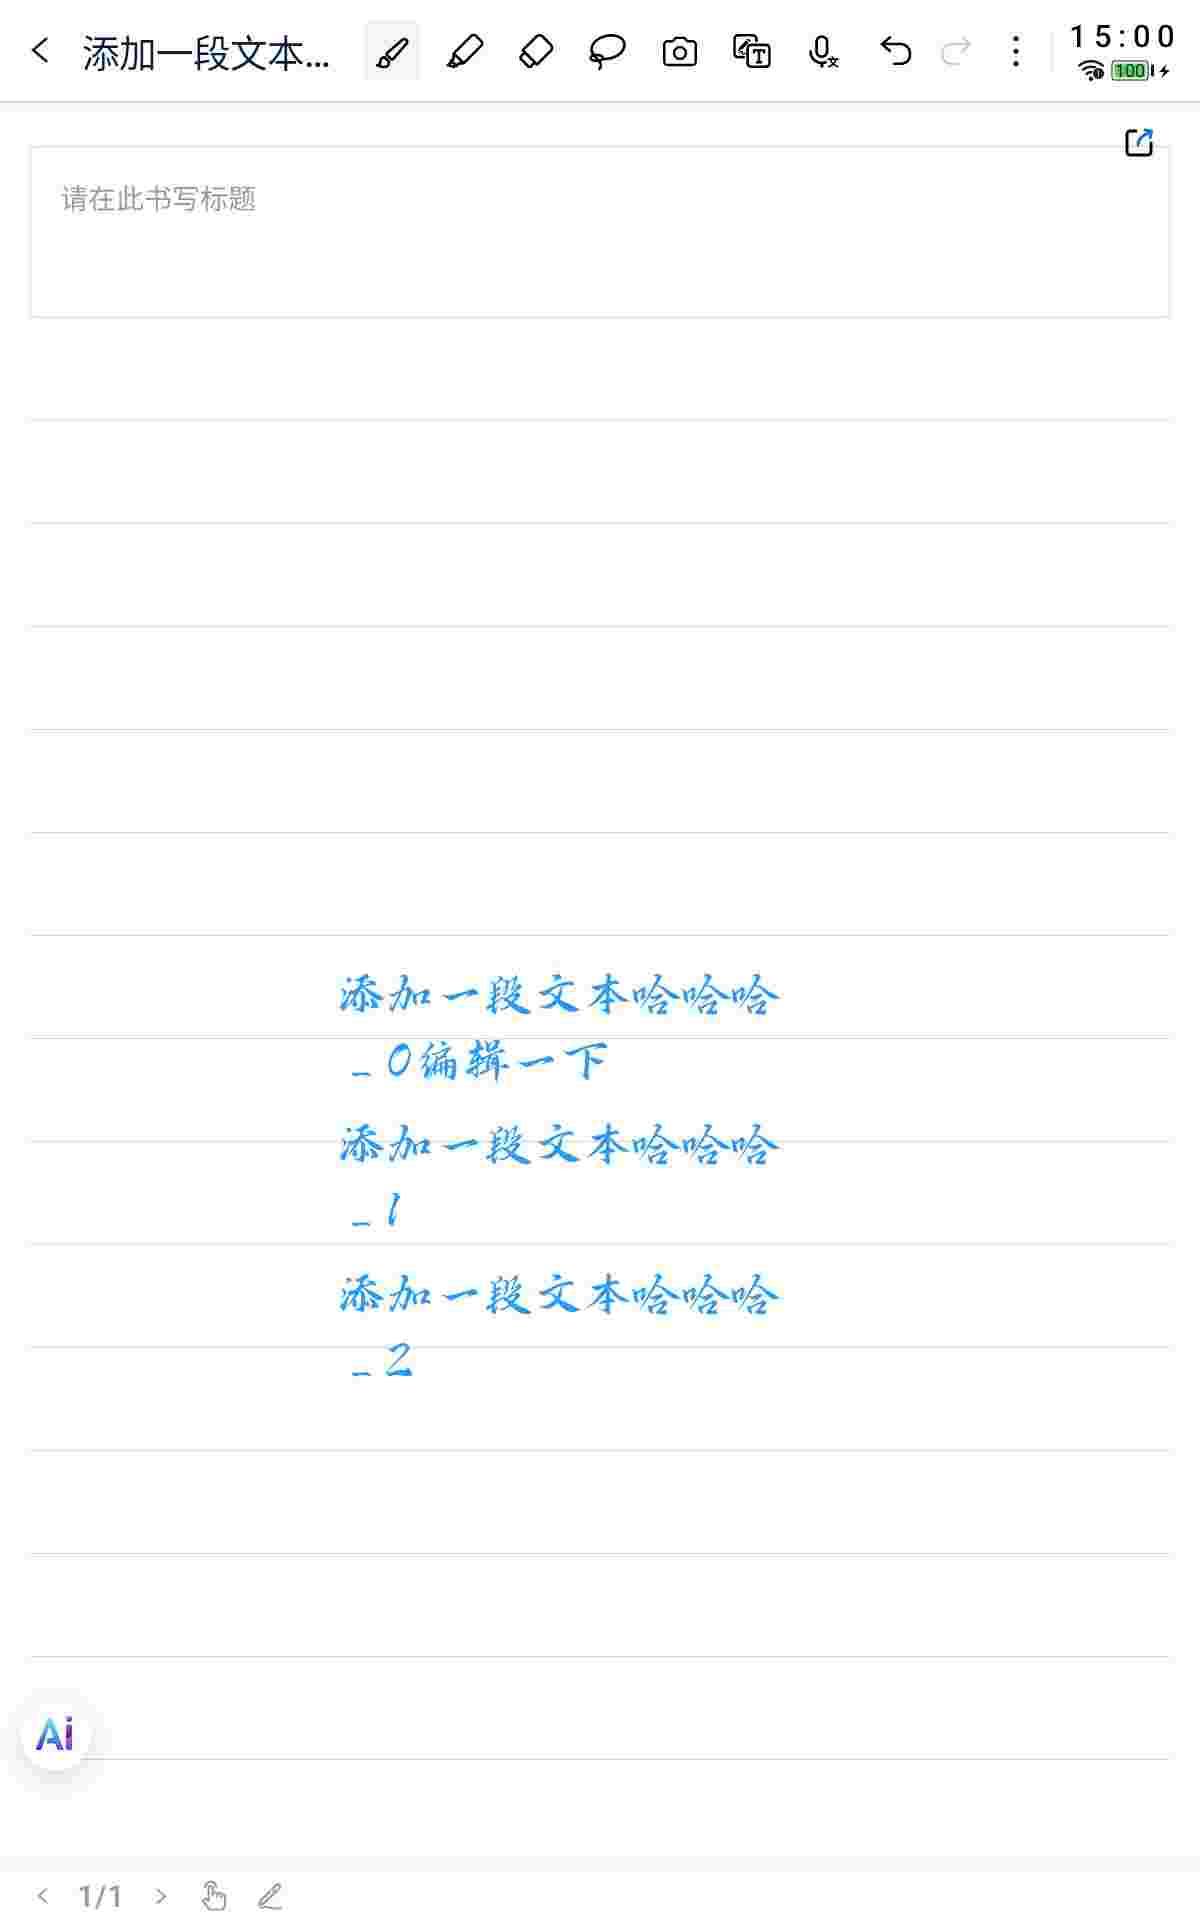 添加一段文本...
15:00
100
请在此书写标题
添加一段文本哈哈哈
_0编辑一下
添加一段文本哈哈哈
_1
添加一段文本哈哈哈
_2
Ai
1/1